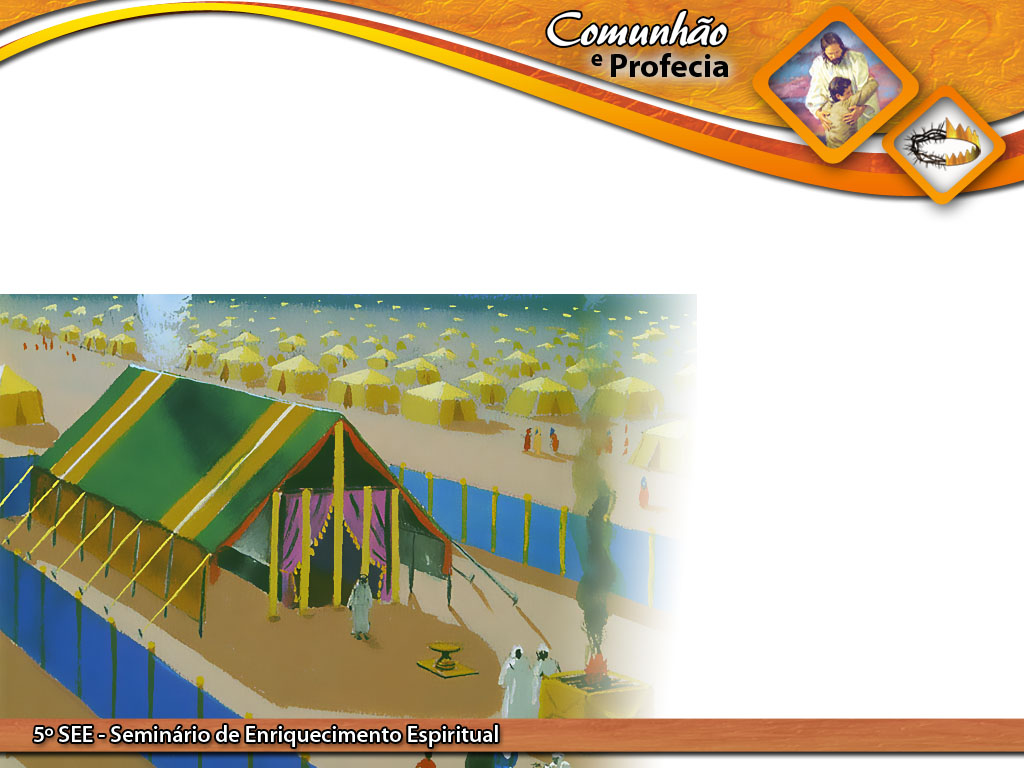 Comunhão
e Profecia
5º SEE - Seminário de Enriquecimento Espiritual